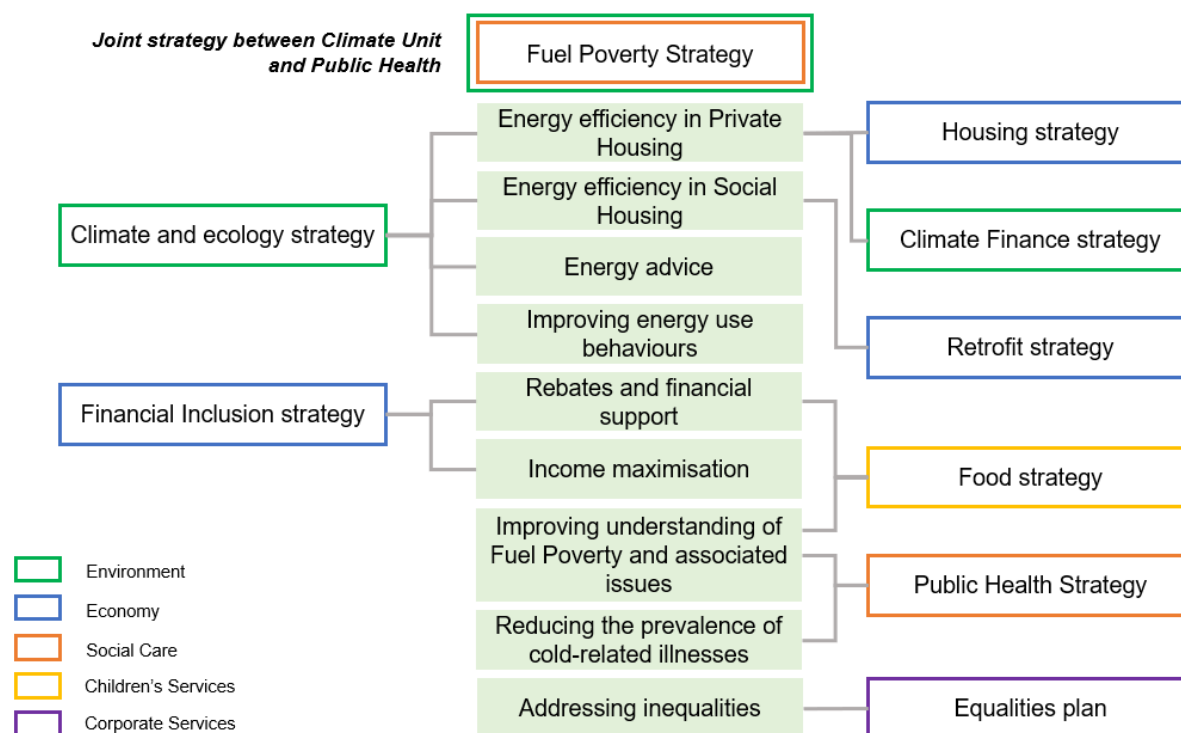 Joint strategy between Climate Unit
and Public Health
Fuel Poverty Strategy
Energy efficiency in Private
Housing
Energy efficiency in Social
Housing
Energy advice
Improving energy use
behaviours
Rebates and financial
support
Income maximisation
Improving understanding of
Fuel Poverty and associated
issues
Reducing the prevalence of
cold-related illnesses
Addressing inequalities
Climate and ecology strategy
Financial Inclusion strategy
Housing strategy
Climate Finance strategy
Retrofit strategy
Food strategy
Public Health Strategy
Equalities plan
Environment
Economy
Social Care
Children's Services
Corporate Services